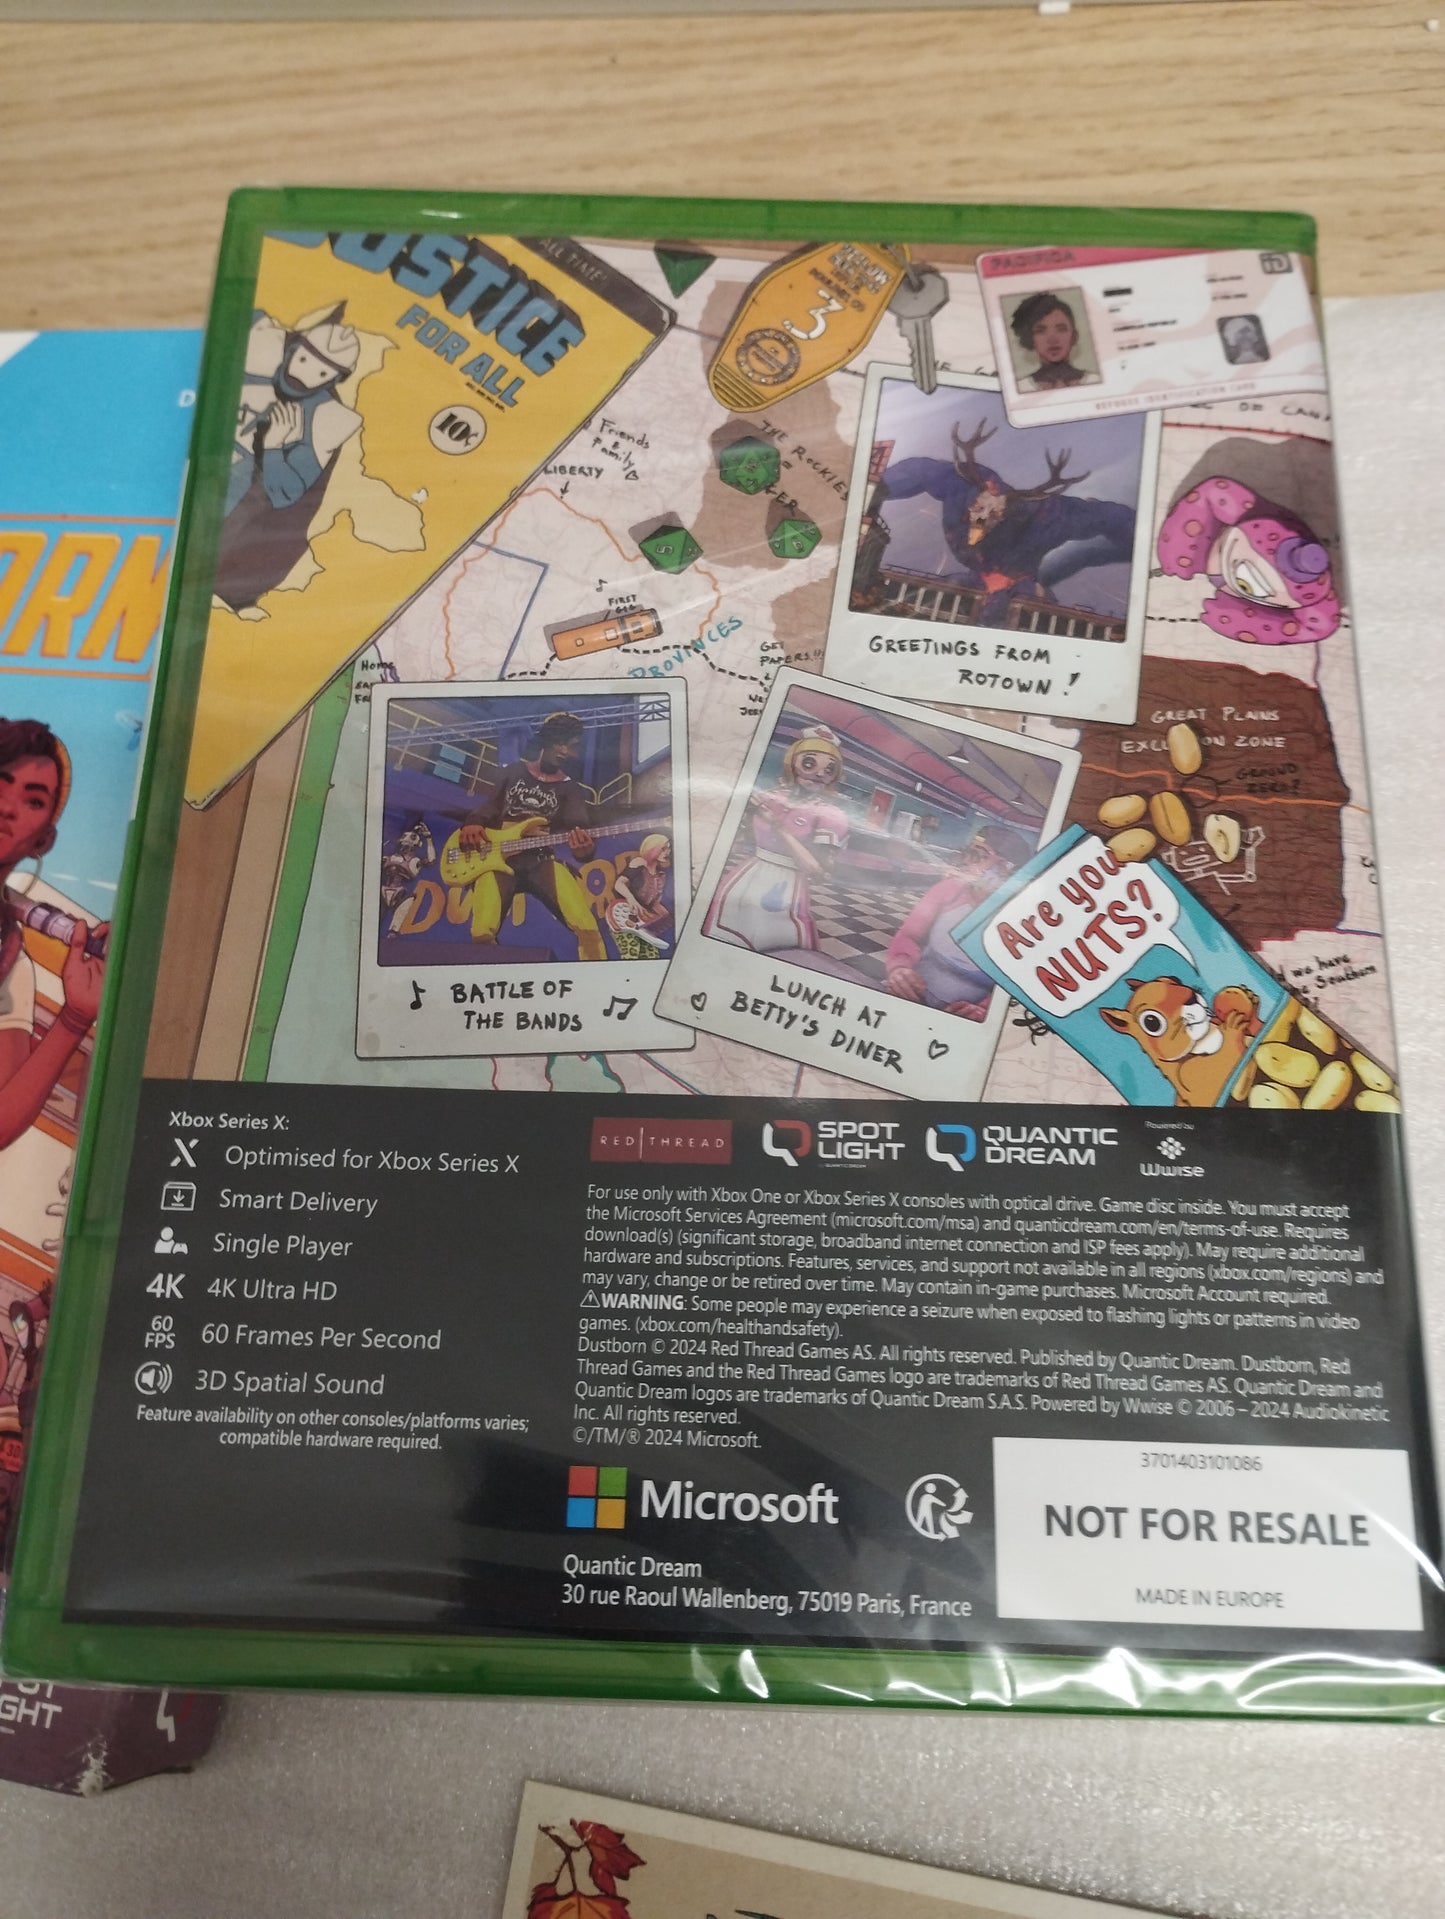 JUSTICE
FOR ALL
ALL TIME!
10¢
3
PACIFICA
ID
Friends
& Family
LIBERTY
THE ROCKIES
FIRST
GIG
PROVINCES
GET
PAPERS!!
Home
GREETINGS FROM
ROTOWN!
GREAT PLAINS
ZONE
GROUND
ZERO?
BATTLE OF
THE BANDS
LUNCH AT
BETTY'S DINER
Are you
NUTS?
we have
Southern
ORM
Xbox Series X:
Optimised for Xbox Series X
Smart Delivery
Single Player
4K 4K Ultra HD
60 FPS 60 Frames Per Second
3D Spatial Sound
Feature availability on other consoles/platforms varies;
compatible hardware required.
RED|THREAD
SPOT
LIGHT
QUANTIC
DREAM
Powered by
Wwise
For use only with Xbox One or Xbox Series X consoles with optical drive. Game disc inside. You must accept
the Microsoft Services Agreement (microsoft.com/msa) and quanticdream.com/en/terms-of-use. Requires
download(s) (significant storage, broadband internet connection and ISP fees apply). May require additional
hardware and subscriptions. Features, services, and support not available in all regions (xbox.com/regions) and
may vary, change or be retired over time. May contain in-game purchases. Microsoft Account required.
⚠WARNING: Some people may experience a seizure when exposed to flashing lights or patterns in video
games. (xbox.com/healthandsafety).
Dustborn © 2024 Red Thread Games AS. All rights reserved. Published by Quantic Dream. Dustborn, Red
Thread Games and the Red Thread Games logo are trademarks of Red Thread Games AS. Quantic Dream and
Quantic Dream logos are trademarks of Quantic Dream S.A.S. Powered by Wwise © 2006 – 2024 Audiokinetic
Inc. All rights reserved.
©/TM/® 2024 Microsoft.
Microsoft
Quantic Dream
30 rue Raoul Wallenberg, 75019 Paris, France
3701403101086
NOT FOR RESALE
MADE IN EUROPE